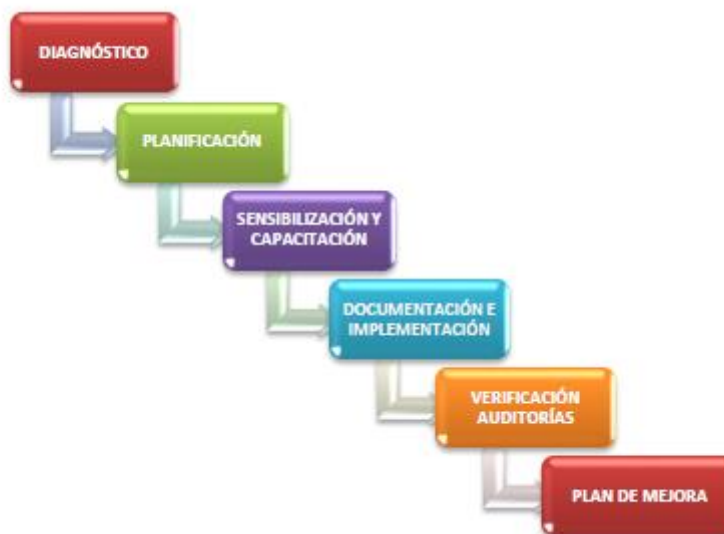 DIAGNÓSTICO
PLANIFICACIÓN
SENSIBILIZACIÓN Y
CAPACITACIÓN
DOCUMENTACIÓN E
IMPLEMENTACIÓN
VERIFICACIÓN
AUDITORÍAS
PLAN DE MEJORA